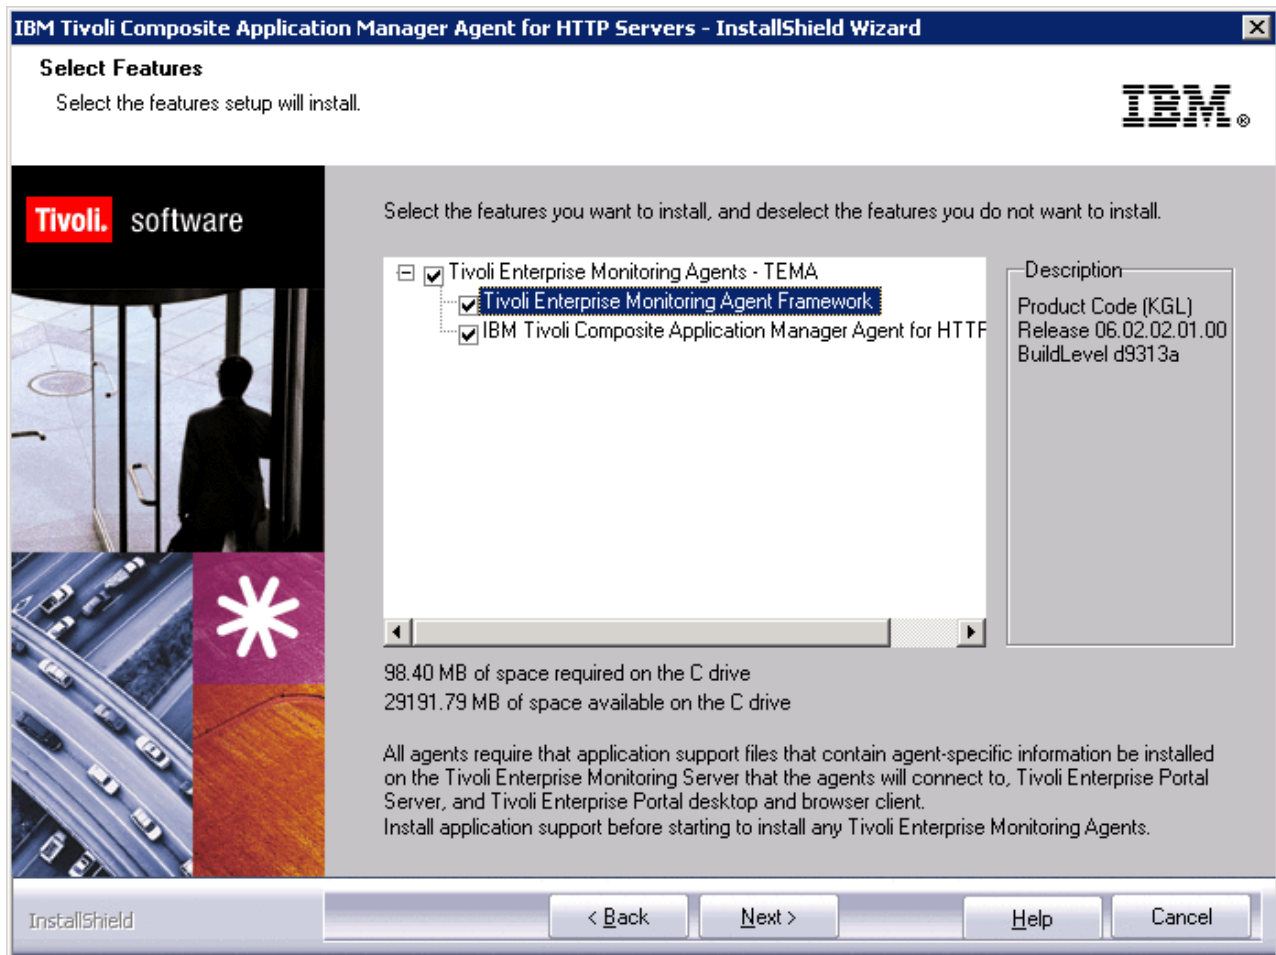 IBM Tivoli Composite Application Manager Agent for HTTP Servers - InstallShield Wizard
Select Features
Select the features setup will install.
IBM®
Tivoli. software
Select the features you want to install, and deselect the features you do not want to install.
Tivoli Enterprise Monitoring Agents - TEMA
Tivoli Enterprise Monitoring Agent Framework
IBM Tivoli Composite Application Manager Agent for HTTP
Description
Product Code (KGL)
Release 06.02.02.01.00
BuildLevel d9313a
98.40 MB of space required on the C drive
29191.79 MB of space available on the C drive
All agents require that application support files that contain agent-specific information be installed
on the Tivoli Enterprise Monitoring Server that the agents will connect to, Tivoli Enterprise Portal
Server, and Tivoli Enterprise Portal desktop and browser client.
Install application support before starting to install any Tivoli Enterprise Monitoring Agents.
InstallShield
< Back
Next >
Help
Cancel